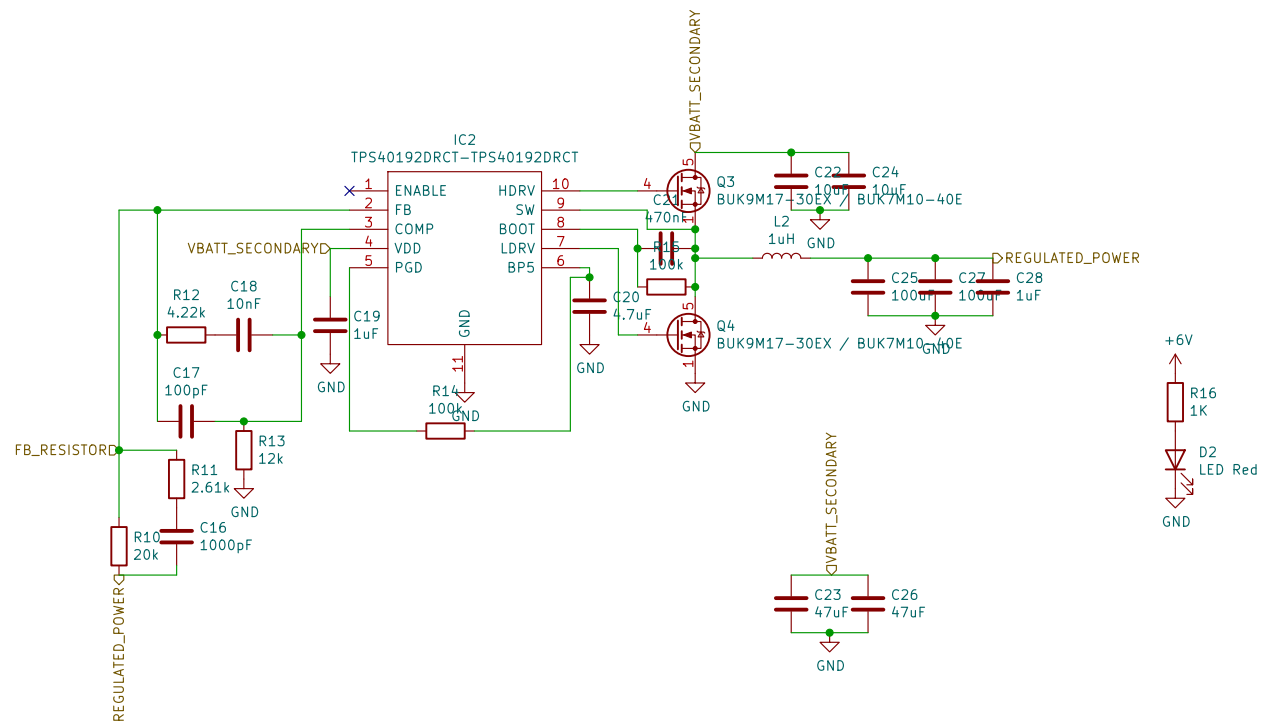 VBATT_SECONDARY
IC2
TPS40192DRCT-TPS40192DRCT
1
ENABLE
HDRV
10
2
FB
SW
9
3
COMP
BOOT
8
4
VDD
LDRV
7
5
PGD
BP5
6
GND
11
GND
VBATT_SECONDARY
5
4
1
Q3
BUK9M17-30EX / BUK7M10-40E
C22
10uF
C24
10uF
GND
C21
470nF
R15
100k
L2
1uH
REGULATED_POWER
C25
100uF
C27
100uF
C28
1uF
GND
5
4
1
Q4
BUK9M17-30EX / BUK7M10-40E
GND
C20
4.7uF
GND
R12
4.22k
C18
10nF
C19
1uF
GND
C17
100pF
R14
100k
R13
12k
GND
FB_RESISTOR
R11
2.61k
C16
1000pF
R10
20k
REGULATED_POWER
VBATT_SECONDARY
C23
47uF
C26
47uF
GND
+6V
R16
1K
D2
LED Red
GND